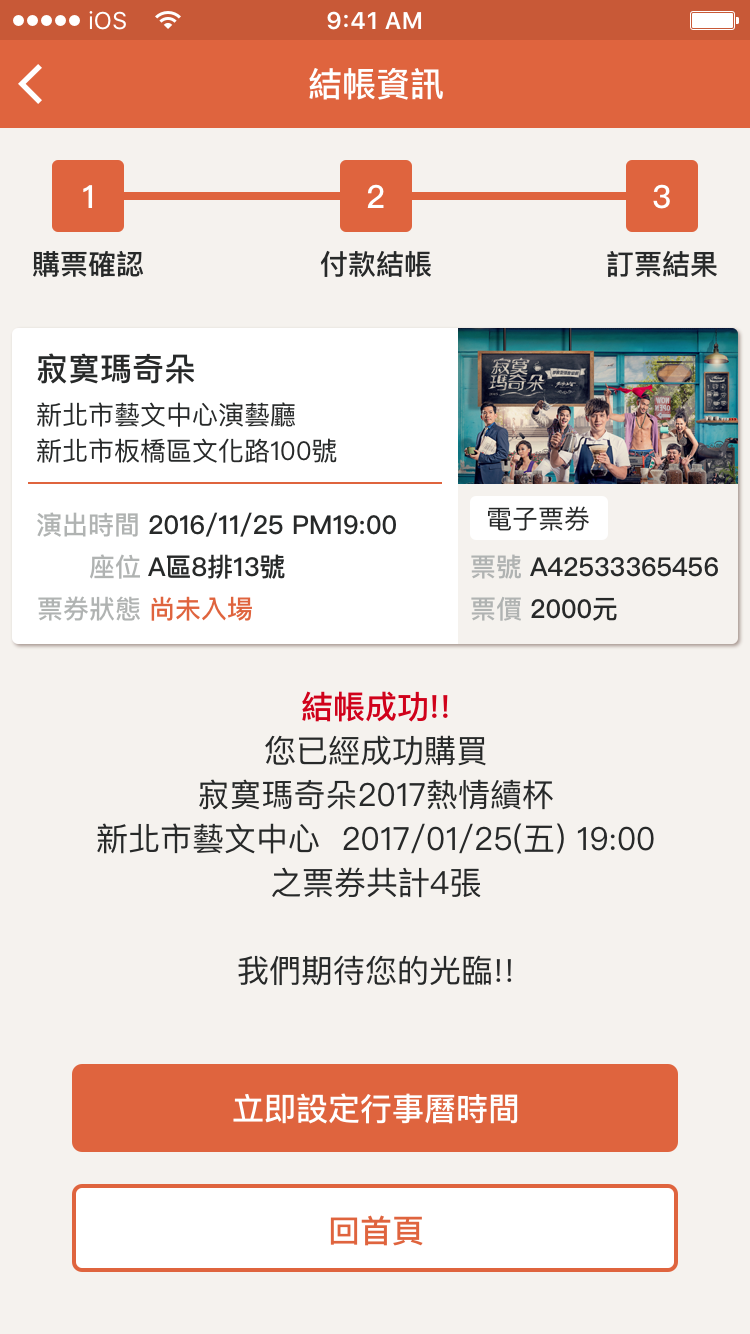 iOS 9:41 AM
結帳資訊
1 2 3
購票確認 付款結帳 訂票結果
寂寞瑪奇朵
新北市藝文中心演藝廳
新北市板橋區文化路100號
演出時間 2016/11/25 PM19:00
座位 A區8排13號
票券狀態 尚未入場
寂寞
瑪奇朵
電子票券
票號 A42533365456
票價 2000元
結帳成功!!
您已經成功購買
寂寞瑪奇朵2017熱情續杯
新北市藝文中心 2017/01/25(五) 19:00
之票券共計4張
我們期待您的光臨!!
立即設定行事曆時間
回首頁